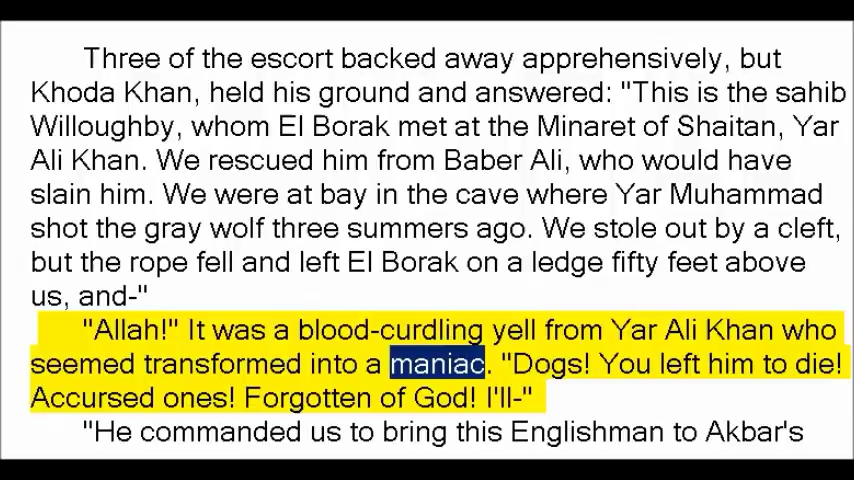 Three of the escort backed away apprehensively, but
Khoda Khan, held his ground and answered: "This is the sahib
Willoughby, whom El Borak met at the Minaret of Shaitan, Yar
Ali Khan. We rescued him from Baber Ali, who would have
slain him. We were at bay in the cave where Yar Muhammad
shot the gray wolf three summers ago. We stole out by a cleft,
but the rope fell and left El Borak on a ledge fifty feet above
us, and-"
"Allah!" It was a blood-curdling yell from Yar Ali Khan who
seemed transformed into a maniac. "Dogs! You left him to die!
Accursed ones! Forgotten of God! I'll-"
"He commanded us to bring this Englishman to Akbar's